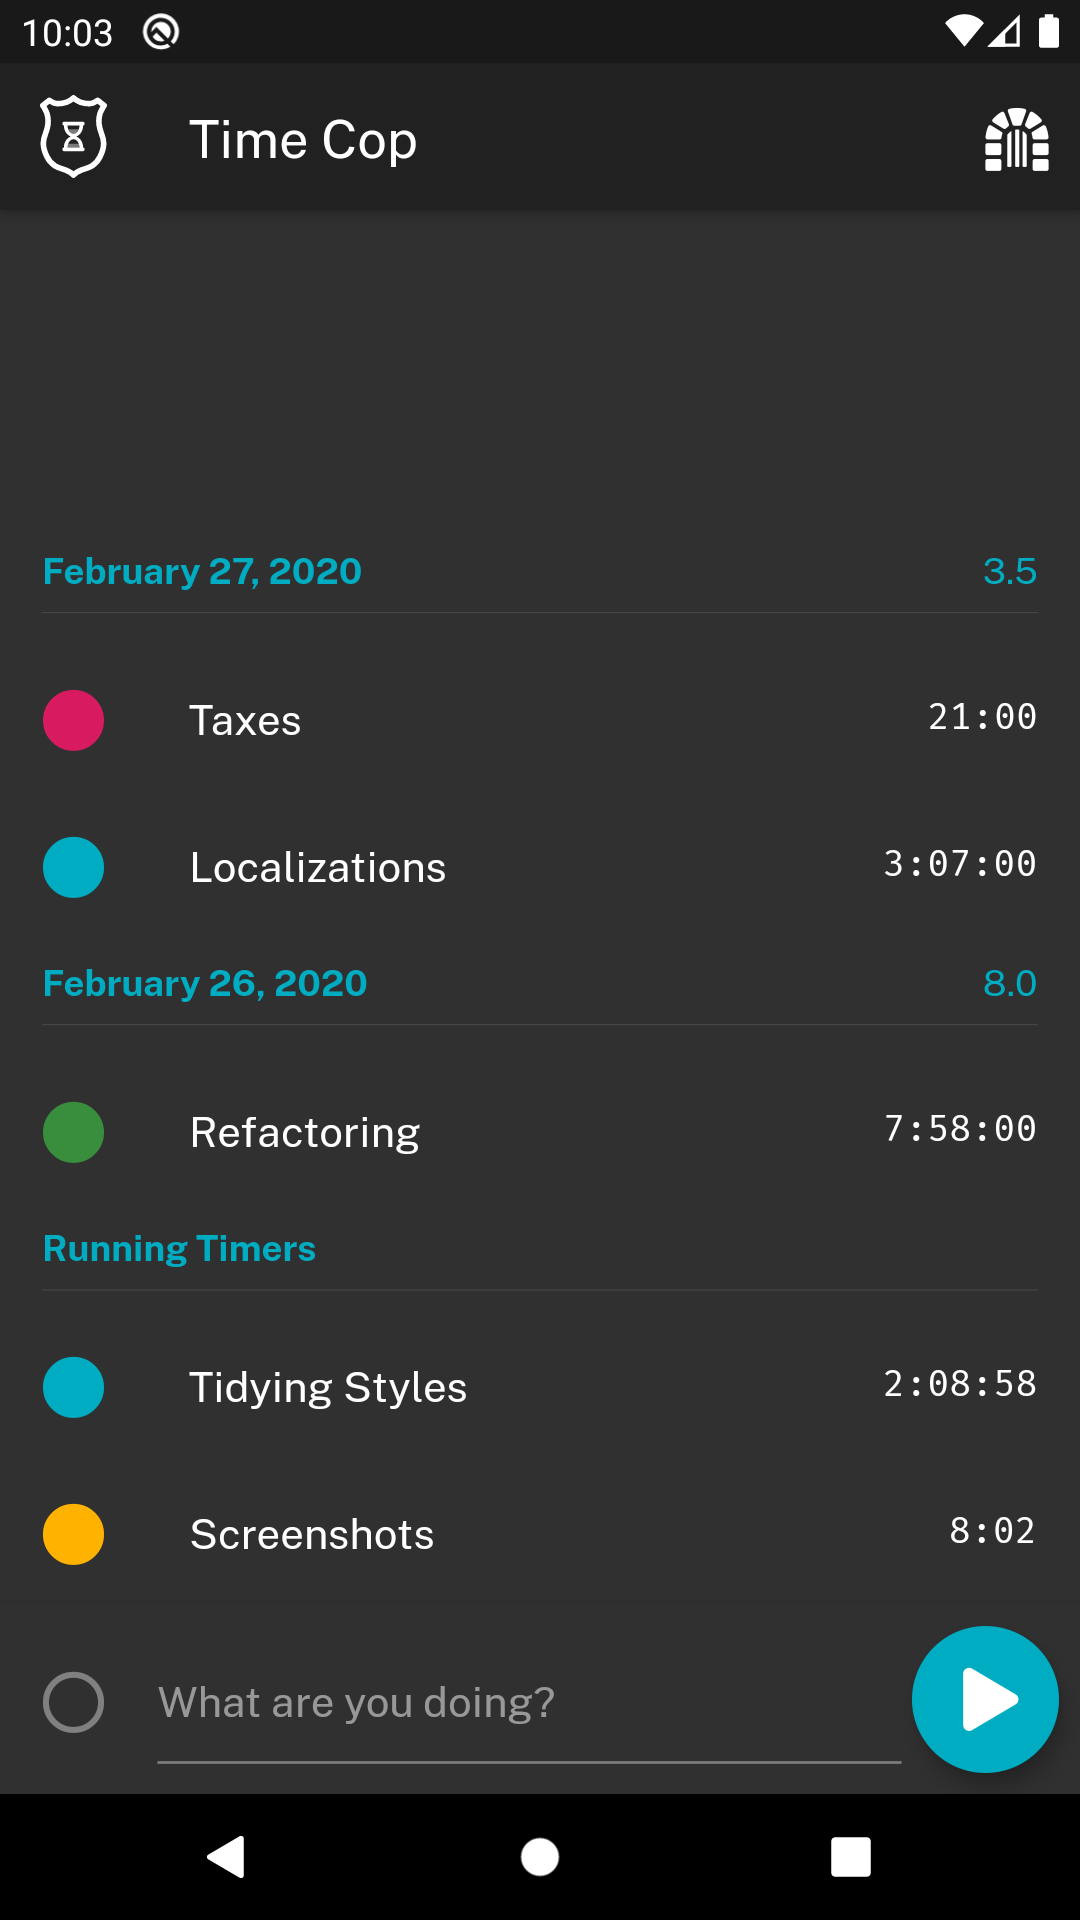 10:03
Time Cop
February 27, 2020 3.5
Taxes 21:00
Localizations 3:07:00
February 26, 2020 8.0
Refactoring 7:58:00
Running Timers
Tidying Styles 2:08:58
Screenshots 8:02
What are you doing?